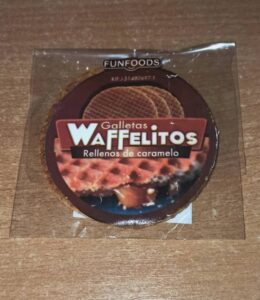 FUNFOODS
Galletas
WAFFELITOS
Rellenos de caramelo